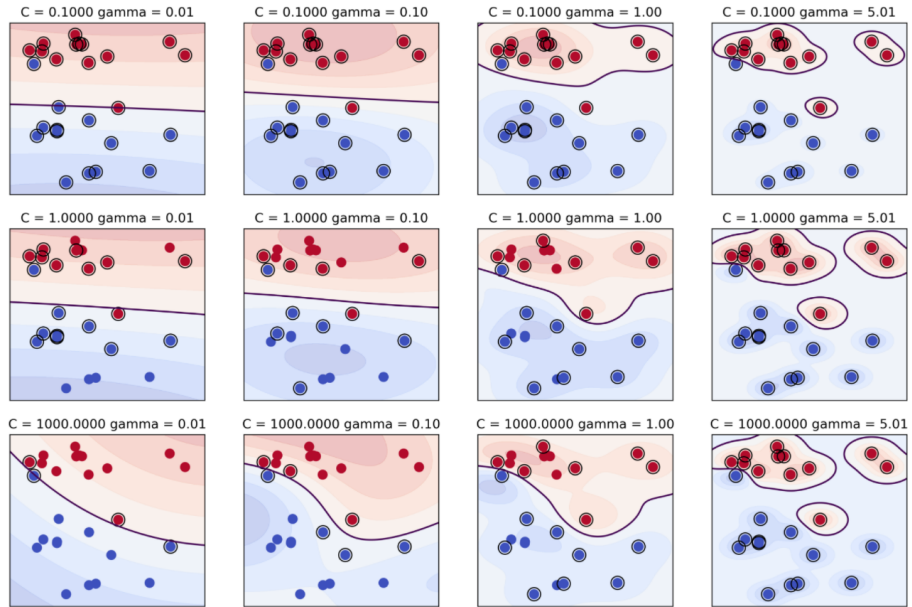 C = 0.1000 gamma = 0.01
C = 0.1000 gamma = 0.10
C = 0.1000 gamma = 1.00
C = 0.1000 gamma = 5.01
C = 1.0000 gamma = 0.01
C = 1.0000 gamma = 0.10
C = 1.0000 gamma = 1.00
C = 1.0000 gamma = 5.01
C = 1000.0000 gamma = 0.01
C = 1000.0000 gamma = 0.10
C = 1000.0000 gamma = 1.00
C = 1000.0000 gamma = 5.01